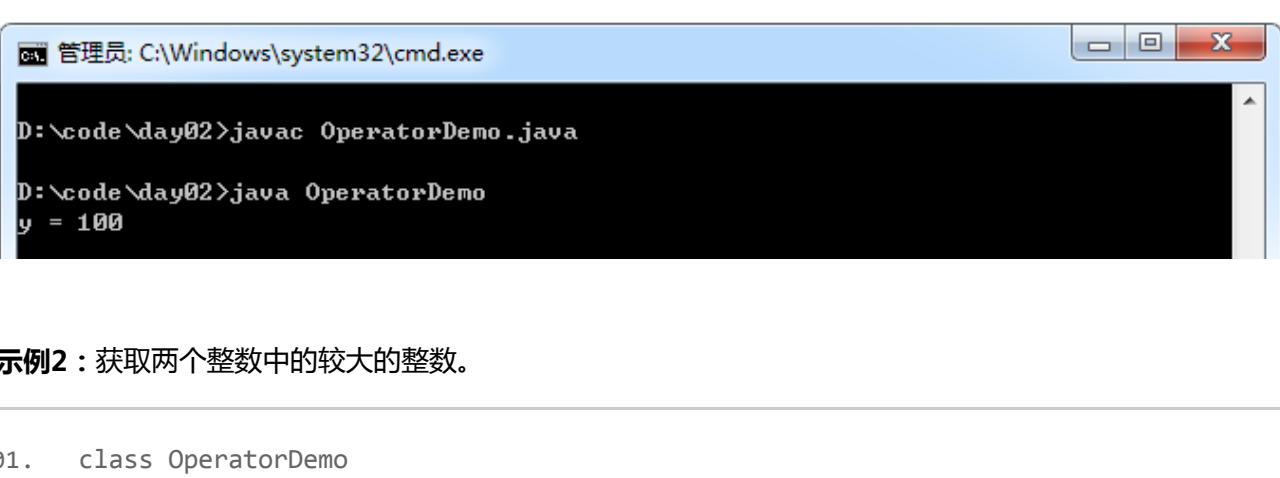 管理员: C:\Windows\system32\cmd.exe
D:\code\day02>javac OperatorDemo.java
D:\code\day02>java OperatorDemo
y = 100
示例2：获取两个整数中的较大的整数。
01. class OperatorDemo